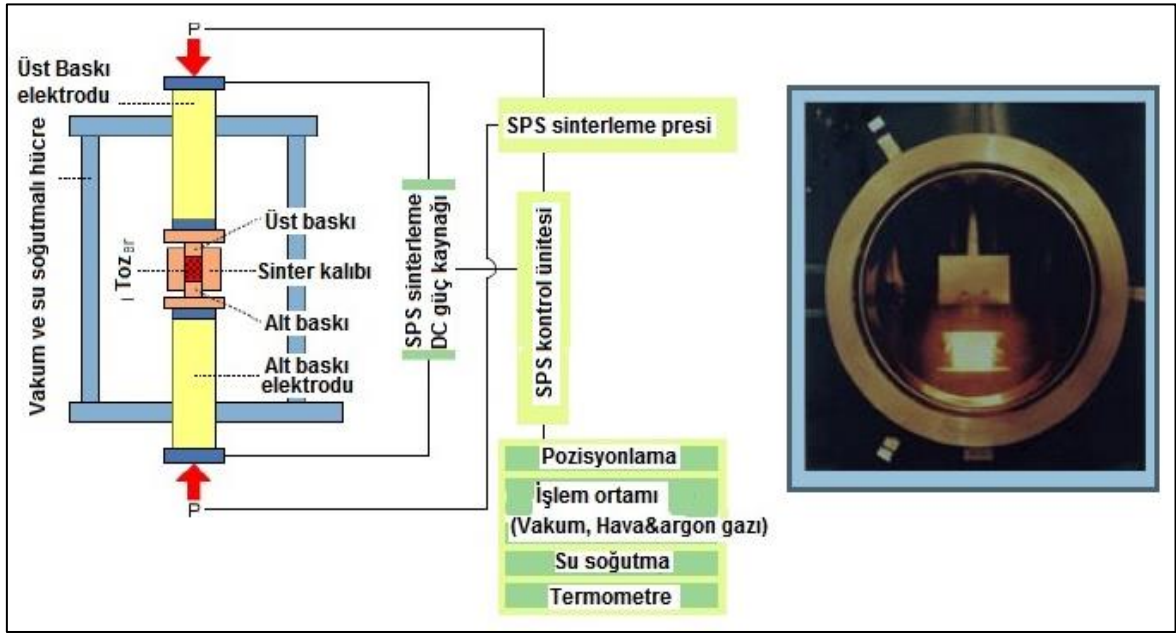 P
Üst Baskı
elektrodu
Vakum ve su soğutmalı hücre
Üst baskı
Toz
Sinter kalıbı
Alt baskı
Alt baskı
elektrodu
P
SPS sinterleme
DC güç kaynağı
SPS sinterleme presi
SPS kontrol ünitesi
Pozisyonlama
İşlem ortamı
(Vakum, Hava&argon gazı)
Su soğutma
Termometre